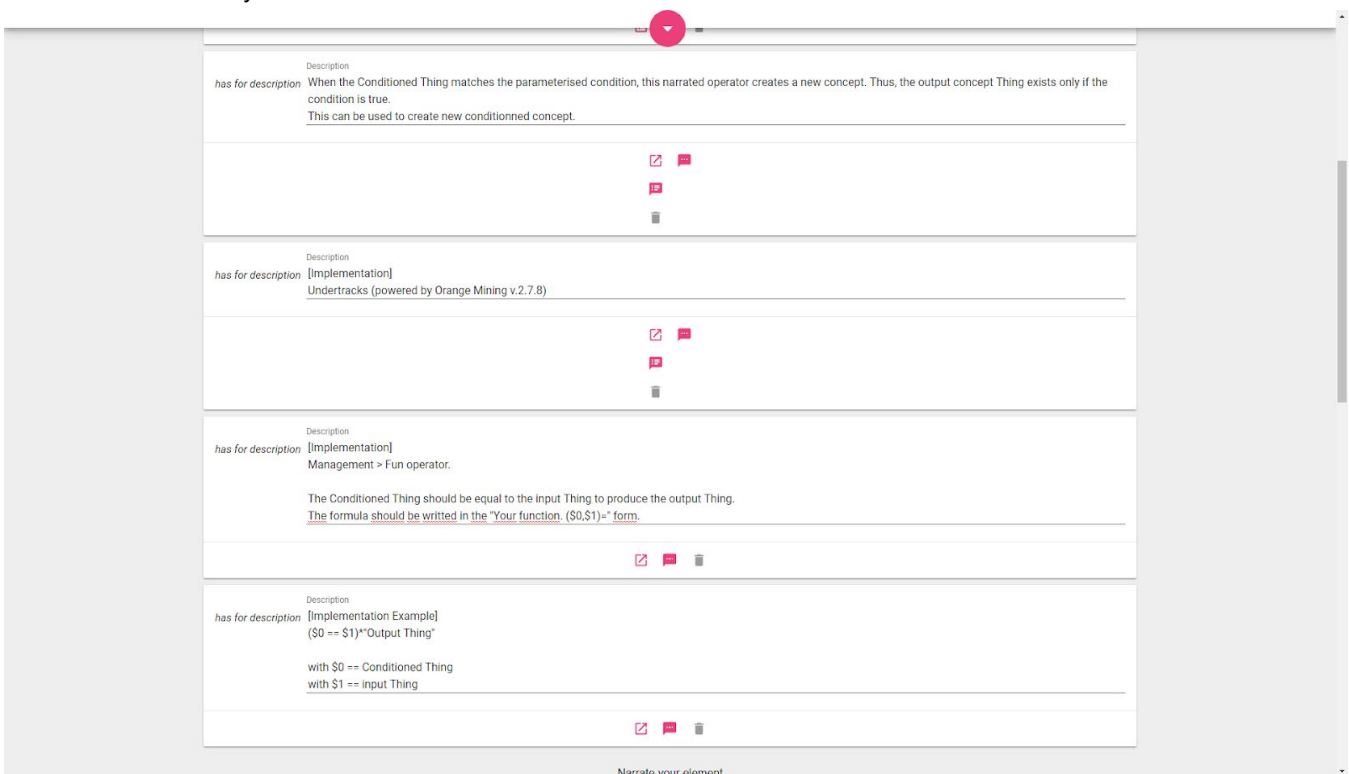 Description
has for description When the Conditioned Thing matches the parameterised condition, this narrated operator creates a new concept. Thus, the output concept Thing exists only if the
condition is true.
This can be used to create new conditionned concept.
Description
has for description [Implementation]
Undertracks (powered by Orange Mining v.2.7.8)
Description
has for description [Implementation]
Management > Fun operator.
The Conditioned Thing should be equal to the input Thing to produce the output Thing.
The formula should be writted in the "Your function. ($0,$1)=" form.
Description
has for description [Implementation Example]
($0 == $1)*"Output Thing"
with $0 == Conditioned Thing
with $1 == input Thing
Narrate your element